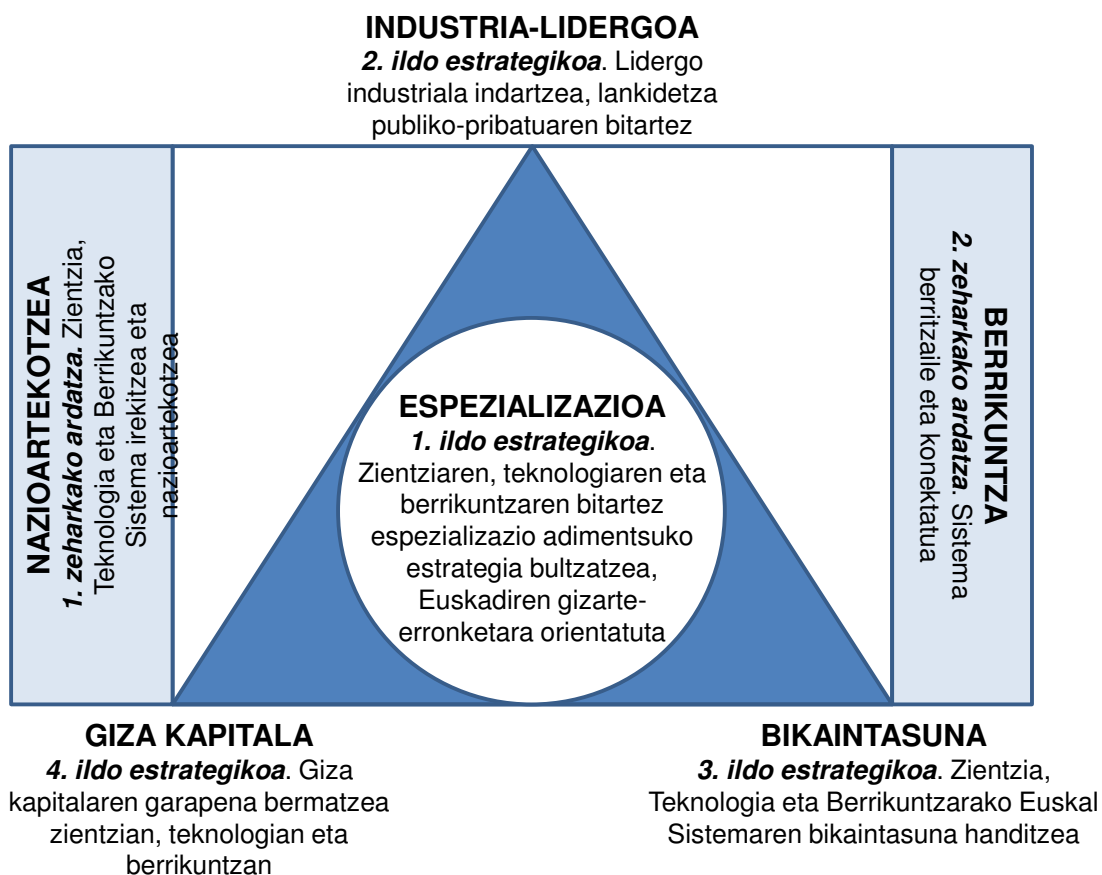 INDUSTRIA-LIDERGOA
2. ildo estrategikoa. Lidergo
industriala indartzea, lankidetza
publiko-pribatuaren bitartez
NAZIOARTEKOTZEA
1. zeharkako ardatza. Zientzia,
Teknologia eta Berrikuntzako
Sistema irekitzea eta
nazioartekotzea
ESPEZIALIZAZIOA
1. ildo estrategikoa.
Zientziaren, teknologiaren eta
berrikuntzaren bitartez
espezializazio adimentsuko
estrategia bultzatzea,
Euskadiren gizarte-
erronketara orientatuta
BERRIKUNTZA
2. zeharkako ardatza. Sistema
berritzaile eta konektatua
GIZA KAPITALA
4. ildo estrategikoa. Giza
kapitalaren garapena bermatzea
zientzian, teknologian eta
berrikuntzan
BIKAINTASUNA
3. ildo estrategikoa. Zientzia,
Teknologia eta Berrikuntzarako Euskal
Sistemaren bikaintasuna handitzea